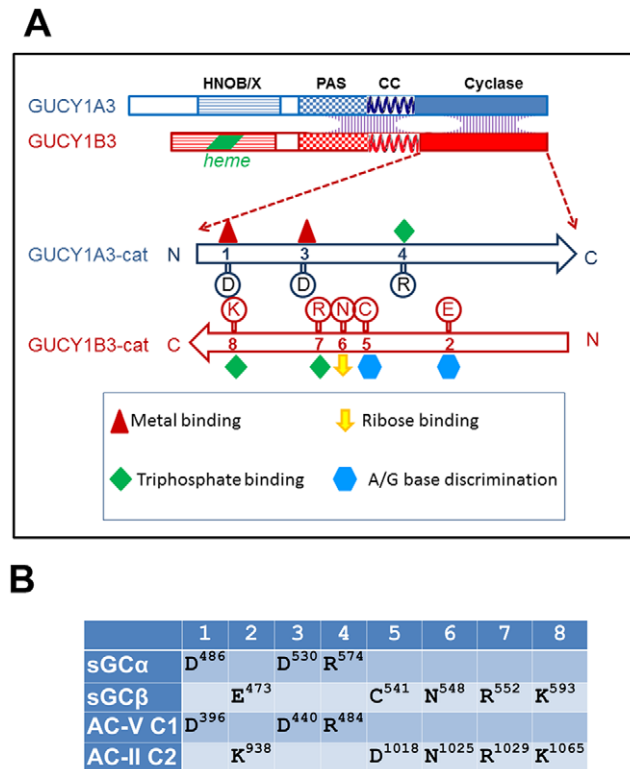 A
HNOB/X PAS CC Cyclase
GUCY1A3
GUCY1B3
heme
GUCY1A3-cat N 1 3 4 C
D D R
K R N C E
GUCY1B3-cat C 8 7 6 5 2 N
Metal binding Ribose binding
Triphosphate binding A/G base discrimination
B
1 2 3 4 5 6 7 8
sGCα D486 D530 R574
sGCβ E473 C541 N548 R552 K593
AC-V C1 D396 D440 R484
AC-II C2 K938 D1018 N1025 R1029 K1065